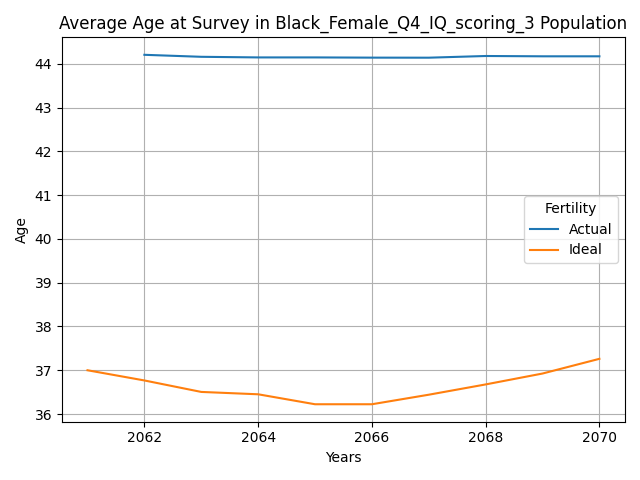 Average Age at Survey in Black_Female_Q4_IQ_scoring_3 Population
44
43
42
41
40
39
38
37
36
Age
Fertility
Actual
Ideal
2062 2064 2066 2068 2070
Years